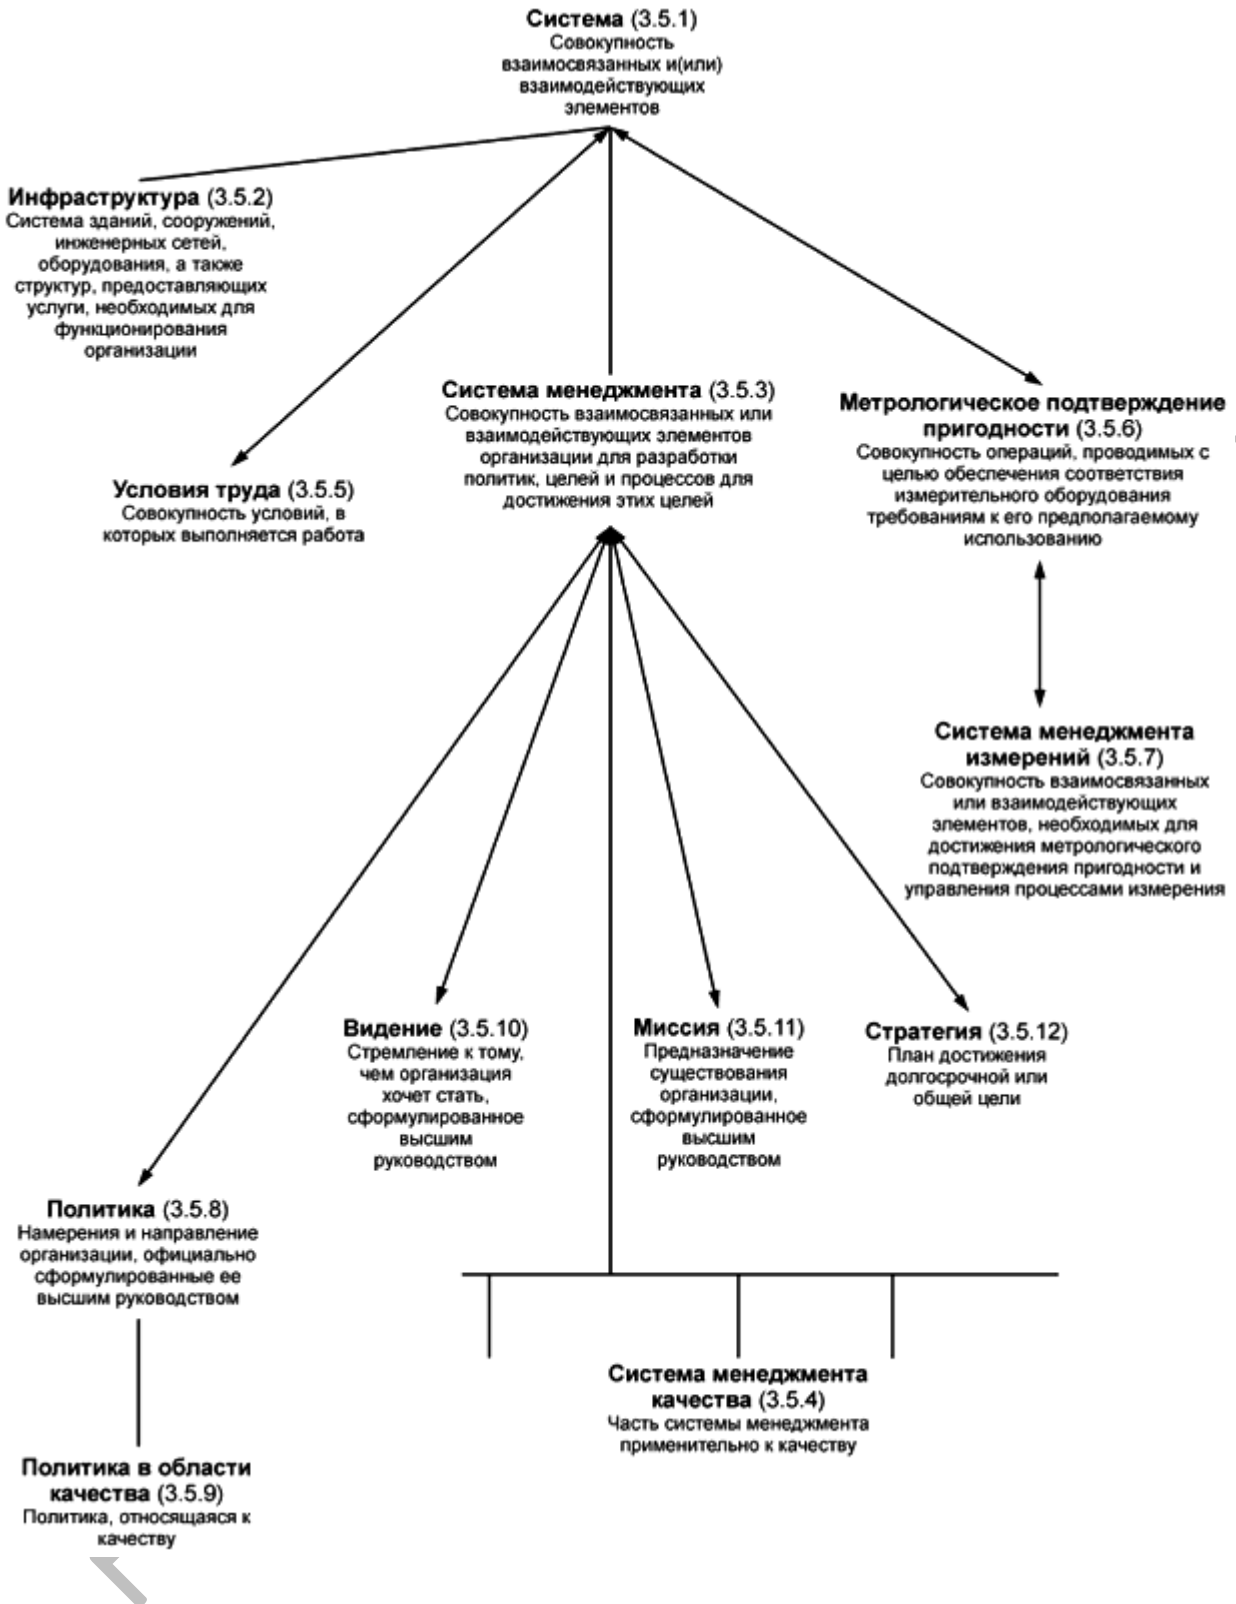 Система (3.5.1)
Совокупность
взаимосвязанных и(или)
взаимодействующих
элементов
Инфраструктура (3.5.2)
Система зданий, сооружений,
инженерных сетей,
оборудования, а также
структур, предоставляющих
услуги, необходимых для
функционирования
организации
Система менеджмента (3.5.3)
Совокупность взаимосвязанных или
взаимодействующих элементов
организации для разработки
политик, целей и процессов для
достижения этих целей
Метрологическое подтверждение
пригодности (3.5.6)
Совокупность операций, проводимых с
целью обеспечения соответствия
измерительного оборудования
требованиям к его предполагаемому
использованию
Условия труда (3.5.5)
Совокупность условий, в
которых выполняется работа
Система менеджмента
измерений (3.5.7)
Совокупность взаимосвязанных
или взаимодействующих
элементов, необходимых для
достижения метрологического
подтверждения пригодности и
управления процессами измерения
Видение (3.5.10)
Стремление к тому,
чем организация
хочет стать,
сформулированное
высшим
руководством
Миссия (3.5.11)
Предназначение
существования
организации,
сформулированное
высшим
руководством
Стратегия (3.5.12)
План достижения
долгосрочной или
общей цели
Политика (3.5.8)
Намерения и направление
организации, официально
сформулированные ее
высшим руководством
Система менеджмента
качества (3.5.4)
Часть системы менеджмента
применительно к качеству
Политика в области
качества (3.5.9)
Политика, относящаяся к
качеству